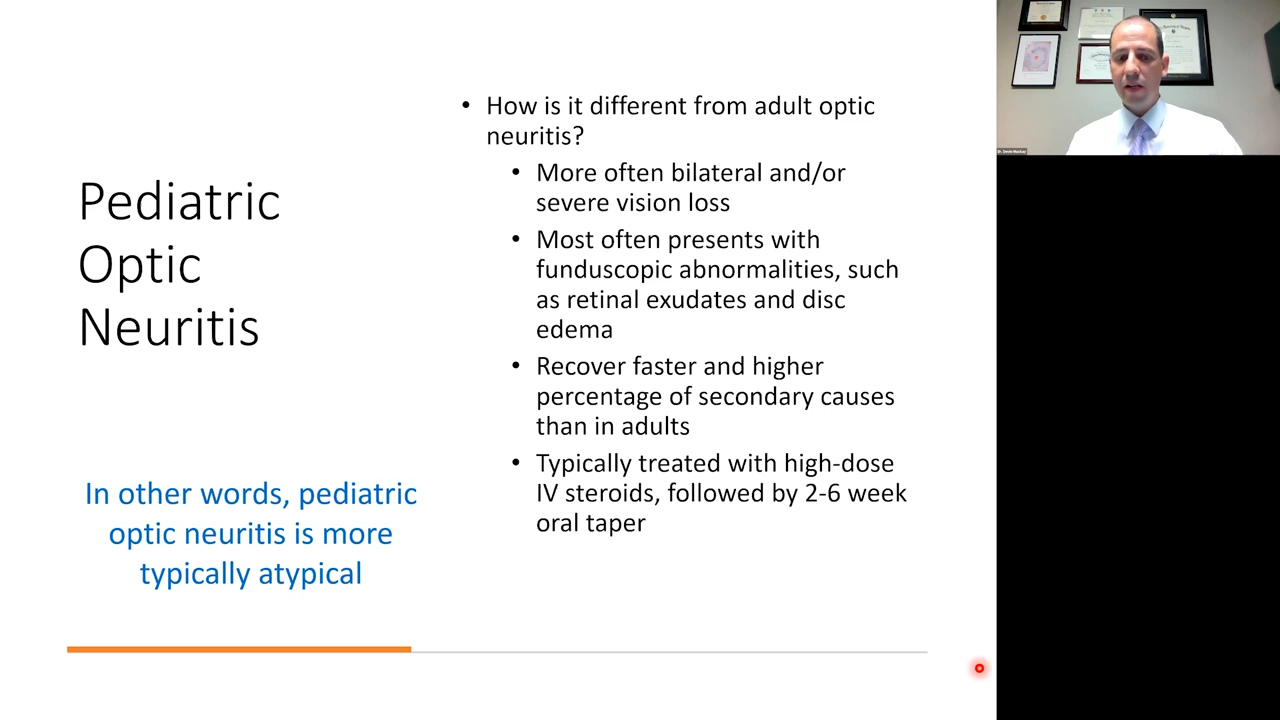 Pediatric
Optic
Neuritis
In other words, pediatric
optic neuritis is more
typically atypical
• How is it different from adult optic
neuritis?
• More often bilateral and/or
severe vision loss
• Most often presents with
funduscopic abnormalities, such
as retinal exudates and disc
edema
• Recover faster and higher
percentage of secondary causes
than in adults
• Typically treated with high-dose
IV steroids, followed by 2-6 week
oral taper
Dr. Devin Mackay